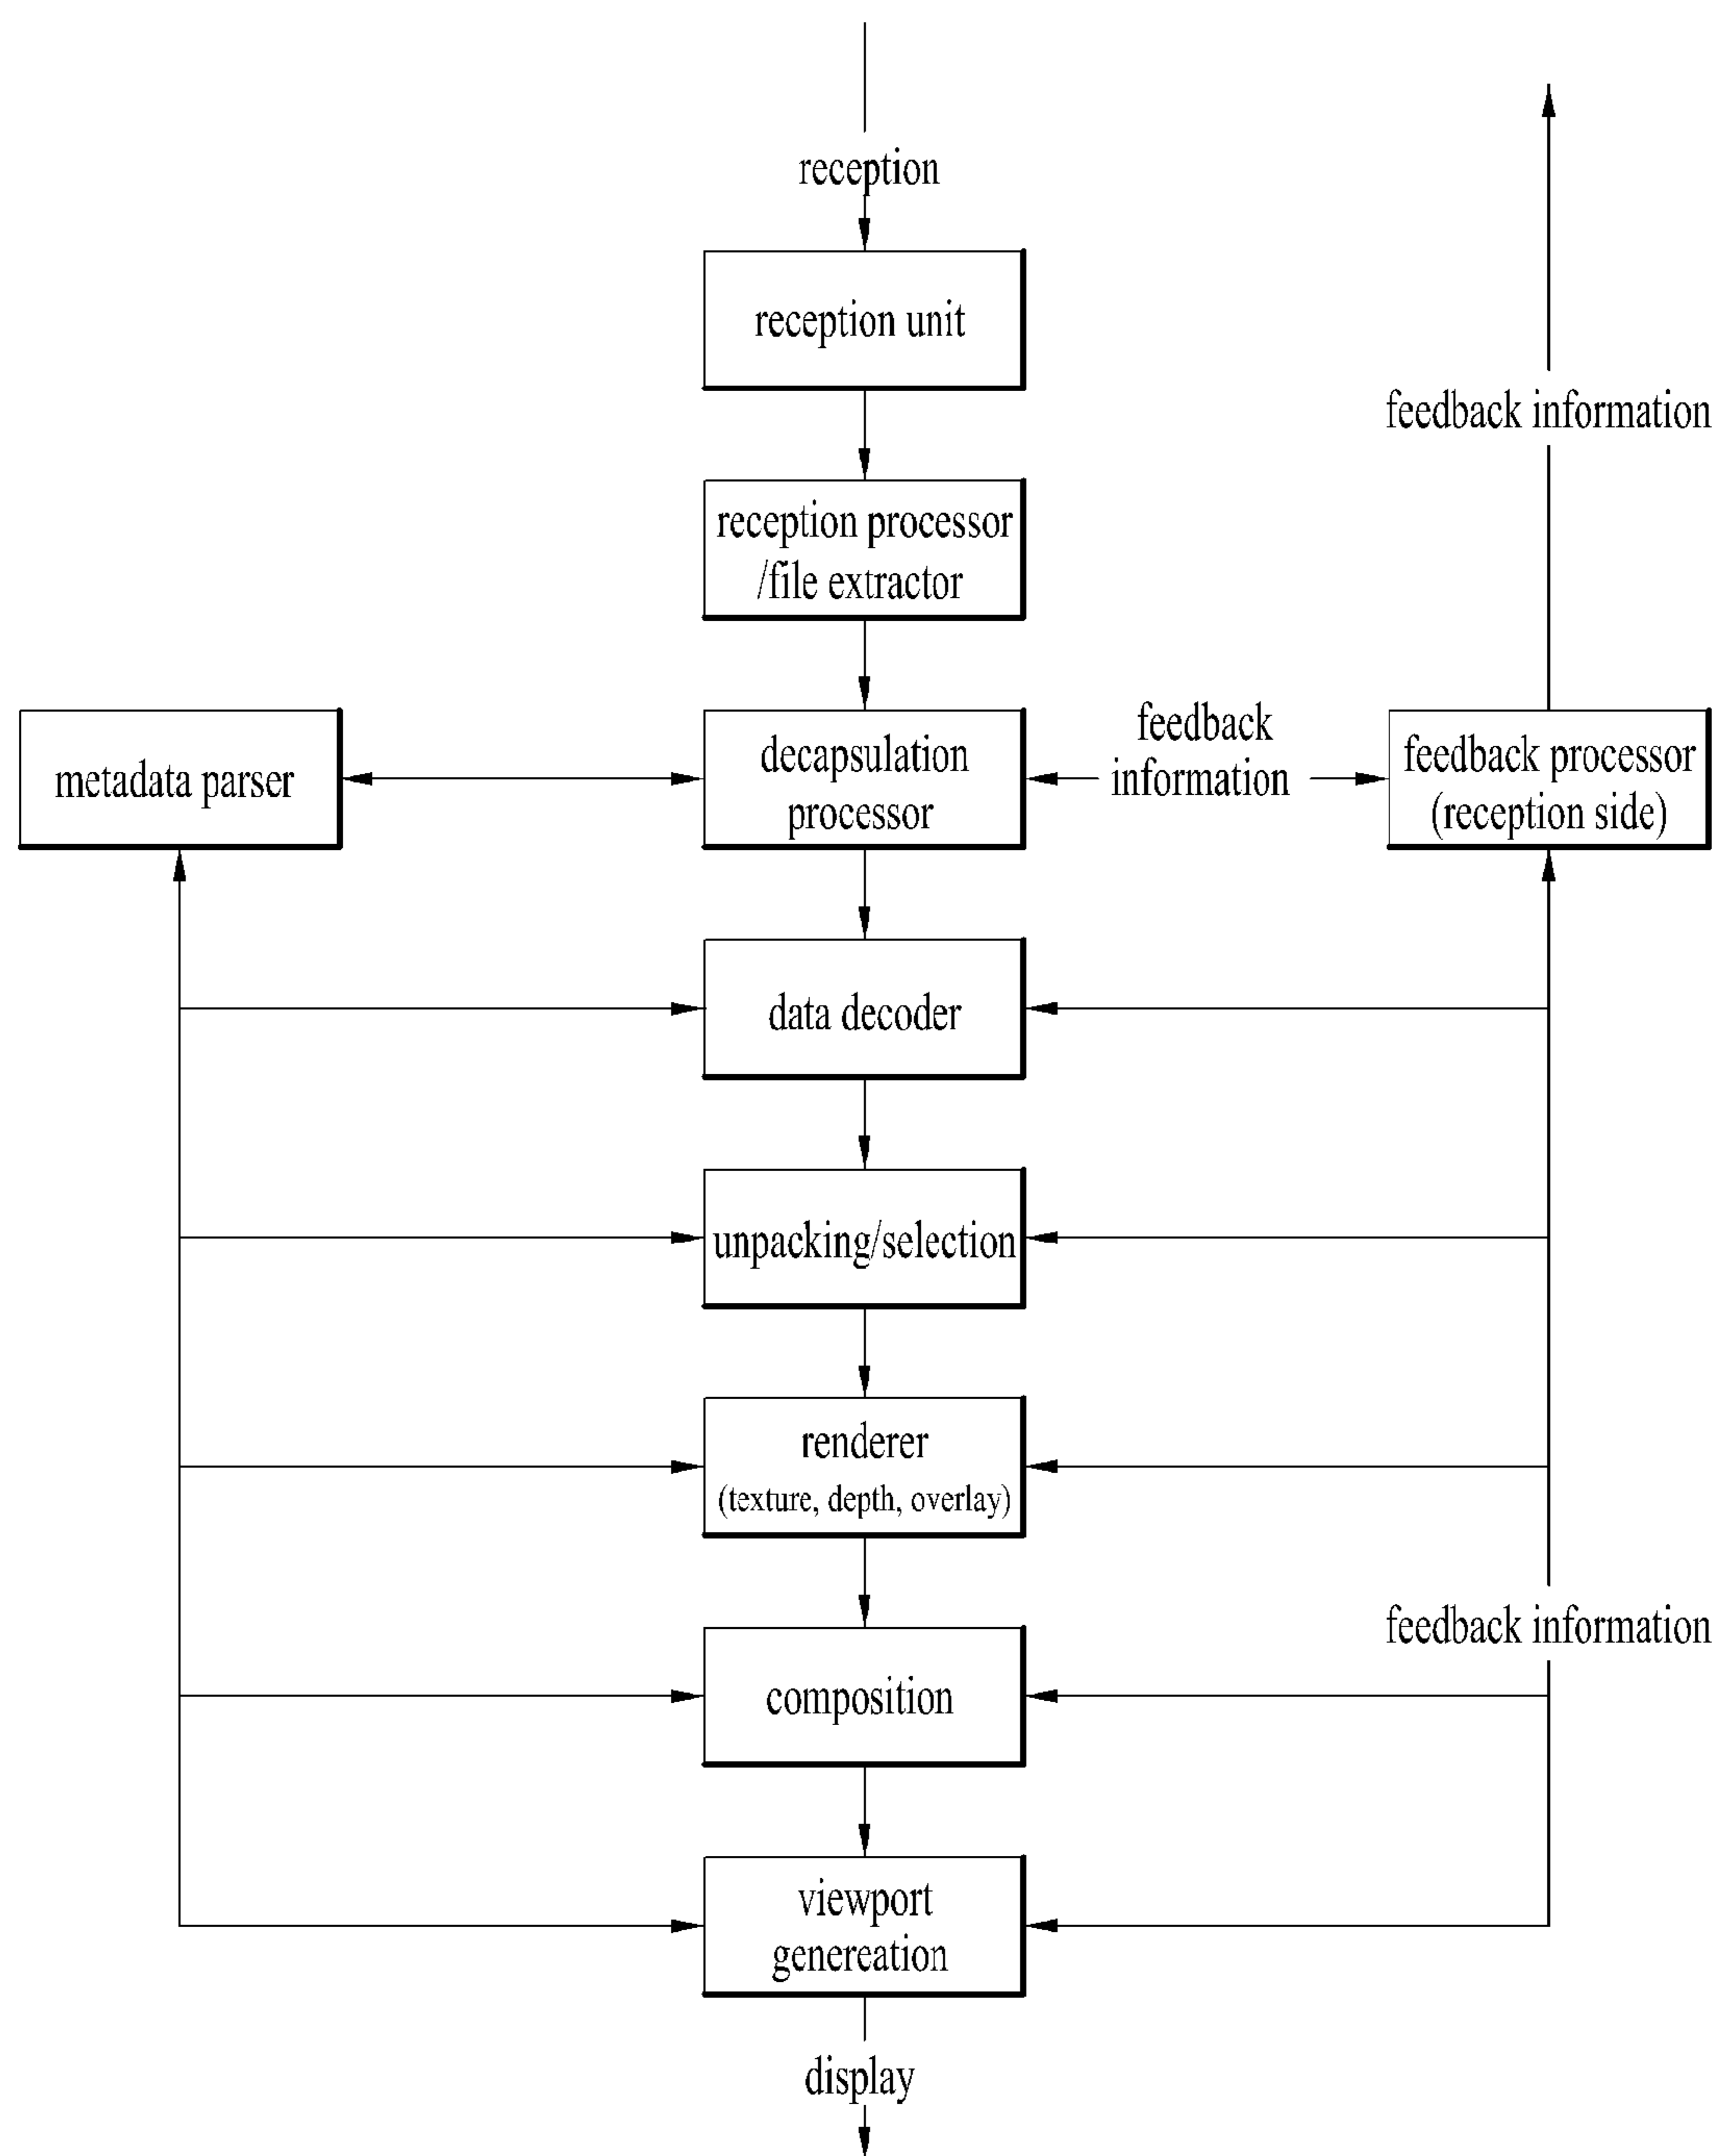 reception
reception unit
feedback information
reception processor
/file extractor
metadata parser
decapsulation
processor
feedback
information
feedback processor
(reception side)
data decoder
unpacking/selection
renderer
(texture, depth, overlay)
feedback information
composition
viewport
genereation
display